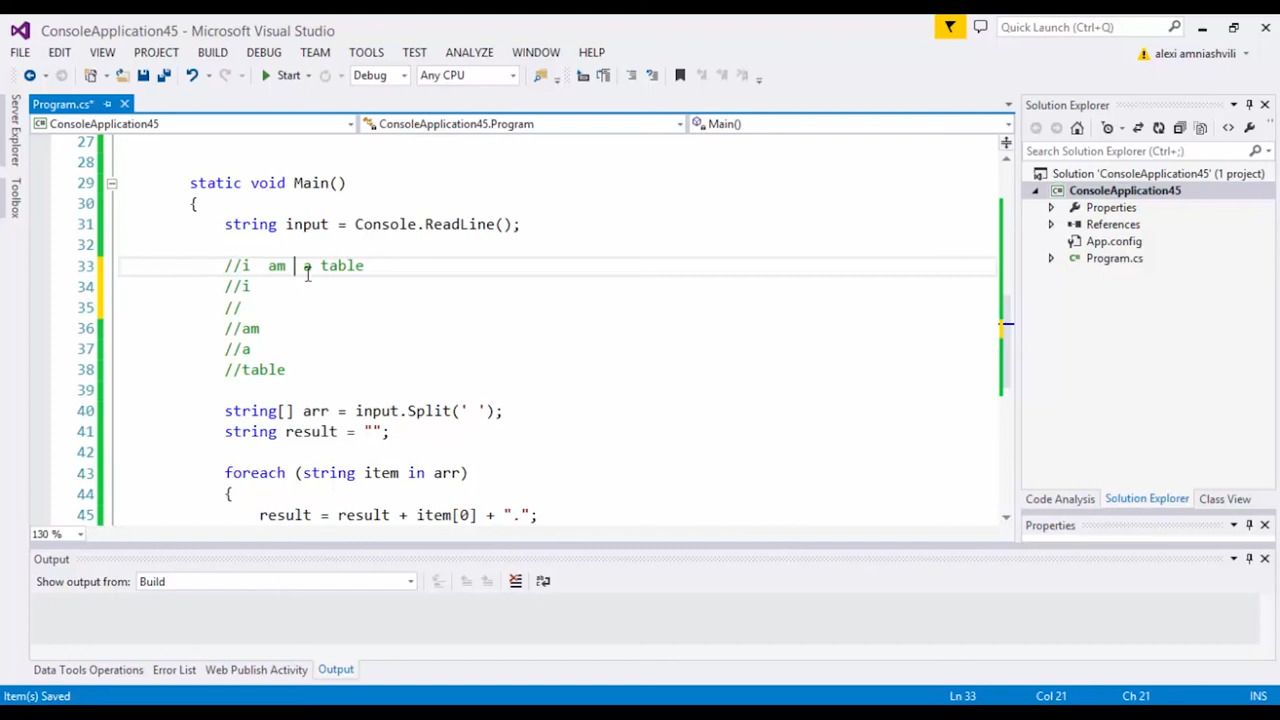 ConsoleApplication45 - Microsoft Visual Studio
Quick Launch (Ctrl+Q)
FILE EDIT VIEW PROJECT BUILD DEBUG TEAM TOOLS TEST ANALYZE WINDOW HELP
alexi amniashvili
Start Debug Any CPU
Server Explorer
Toolbox
Program.cs*
ConsoleApplication45 ConsoleApplication45.Program Main()
27
28
29 static void Main()
30 {
31 string input = Console.ReadLine();
32
33 //i  am  a table
34 //i
35 //
36 //am
37 //a
38 //table
39
40 string[] arr = input.Split(' ');
41 string result = "";
42
43 foreach (string item in arr)
44 {
45 result = result + item[0] + ".";
130 %
Solution Explorer
Search Solution Explorer (Ctrl+;)
Solution 'ConsoleApplication45' (1 project)
ConsoleApplication45
Properties
References
App.config
Program.cs
Code Analysis Solution Explorer Class View
Properties
Output
Show output from: Build
Data Tools Operations Error List Web Publish Activity Output
Item(s) Saved Ln 33 Col 21 Ch 21 INS